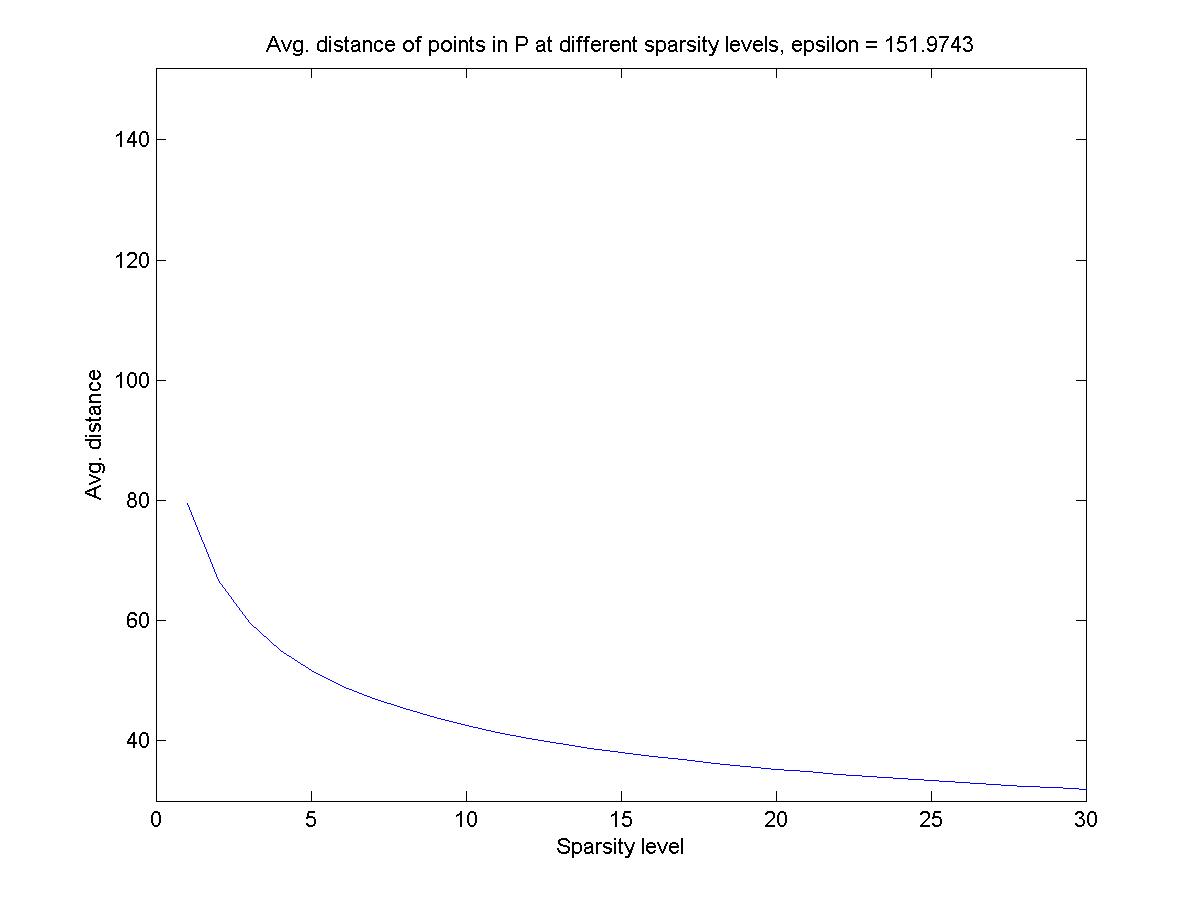 Avg. distance of points in P at different sparsity levels, epsilon = 151.9743
140
120
100
80
60
40
Avg. distance
0 5 10 15 20 25 30
Sparsity level